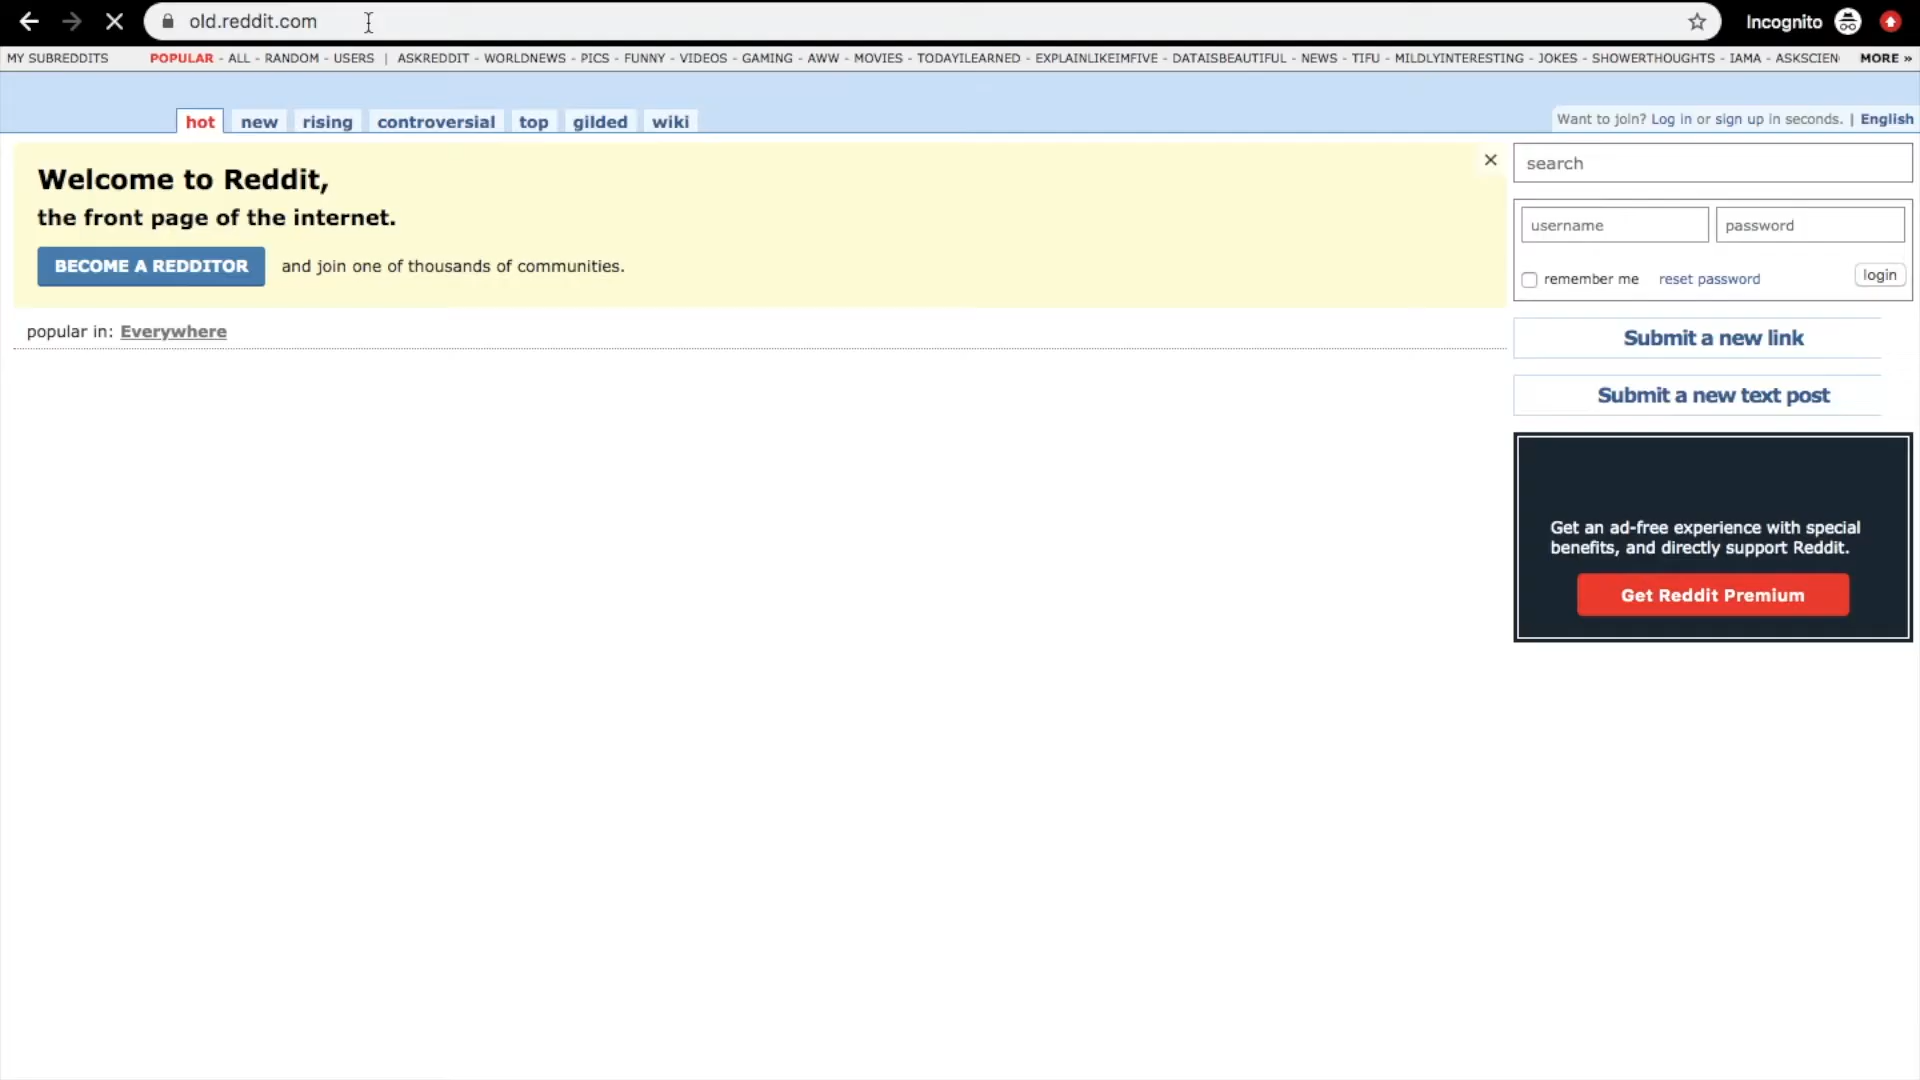 old.reddit.com
Incognito
MY SUBREDDITS POPULAR - ALL - RANDOM - USERS | ASKREDDIT - WORLDNEWS - PICS - FUNNY - VIDEOS - GAMING - AWW - MOVIES - TODAYILEARNED - EXPLAINLIKEIMFIVE - DATAISBEAUTIFUL - NEWS - TIFU - MILDLYINTERESTING - JOKES - SHOWERTHOUGHTS - IAMA - ASKSCIEN MORE »
hot new rising controversial top gilded wiki
Want to join? Log in or sign up in seconds. | English
Welcome to Reddit,
the front page of the internet.
BECOME A REDDITOR and join one of thousands of communities.
popular in: Everywhere
search
username password
remember me reset password login
Submit a new link
Submit a new text post
Get an ad-free experience with special
benefits, and directly support Reddit.
Get Reddit Premium